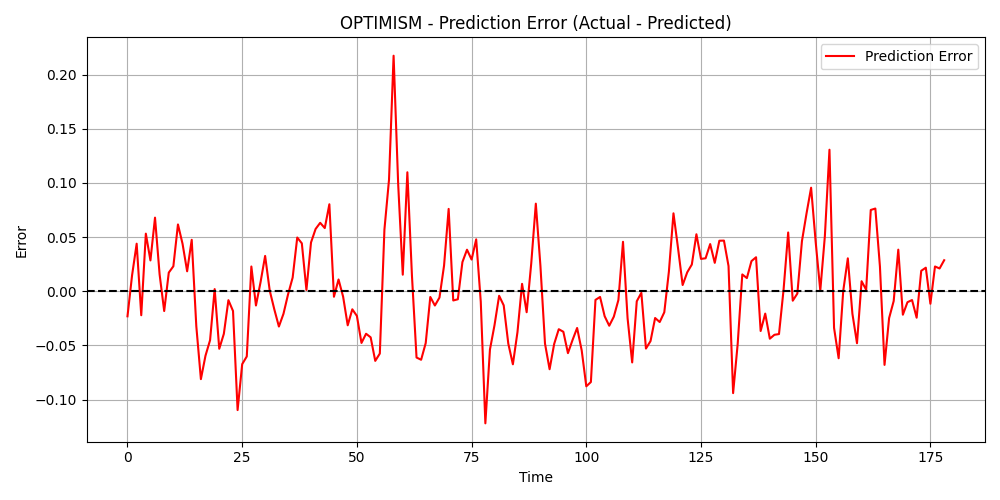 OPTIMISM - Prediction Error (Actual - Predicted)
Prediction Error
Error
0.20
0.15
0.10
0.05
0.00
−0.05
−0.10
0 25 50 75 100 125 150 175
Time